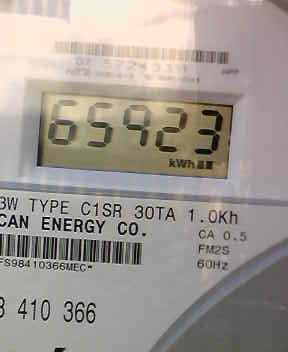 65923
kWh
3W TYPE C1SR 30TA 1.0Kh
CAN ENERGY CO.
CA 0.5
FM2S
FS98410366MEC*
60Hz
3 410 366